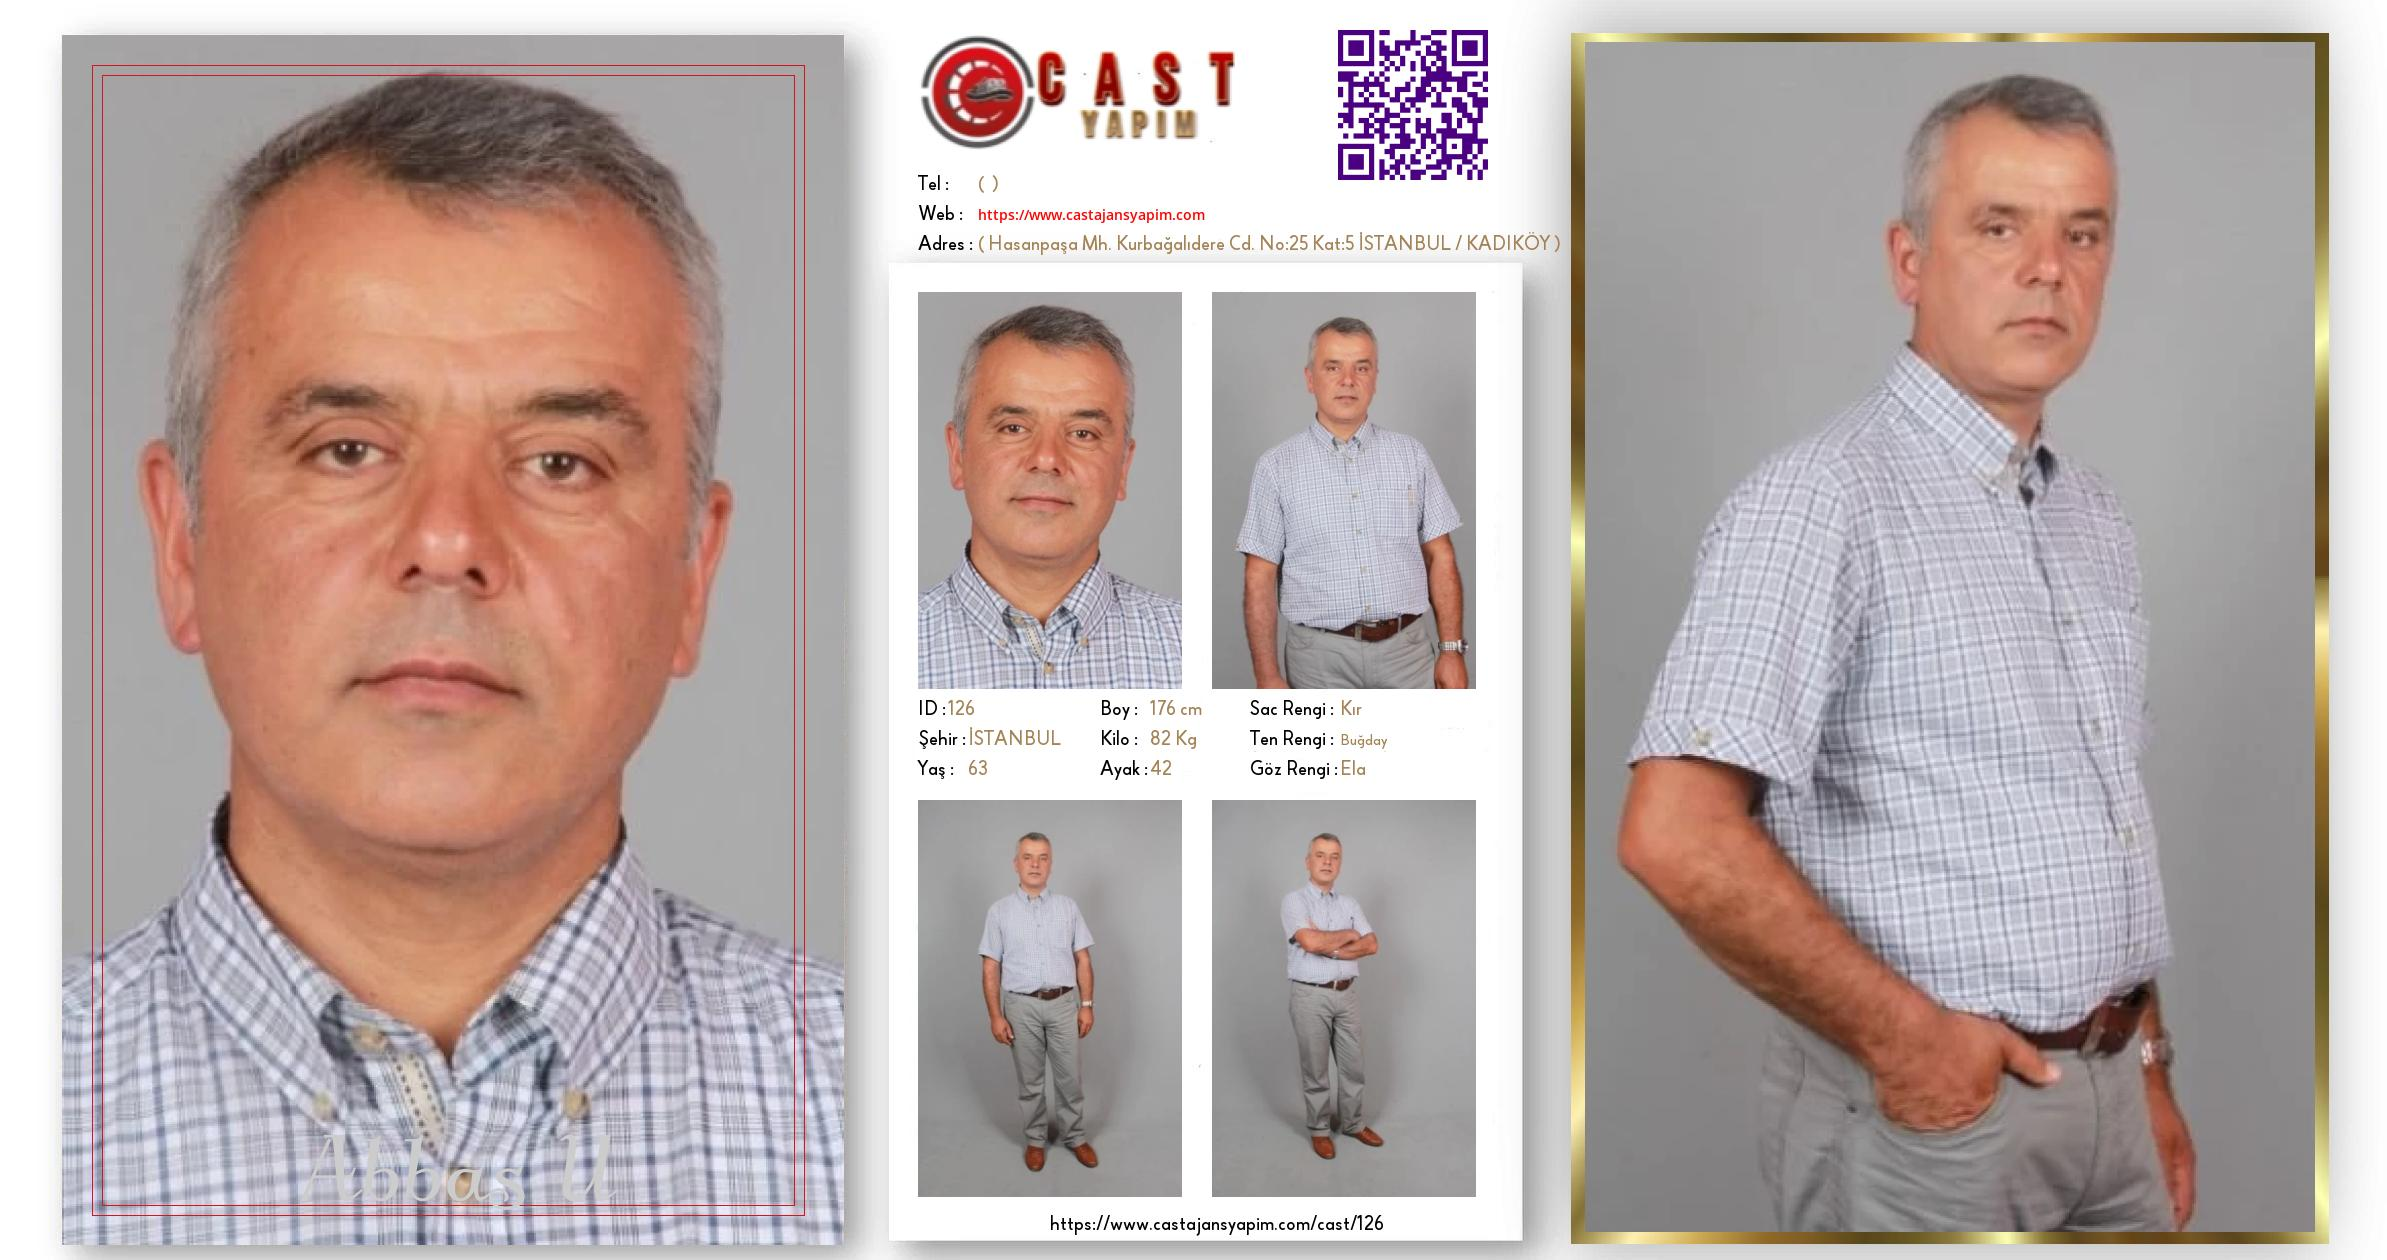 Abbas U
CAST
YAPIM
Tel : ( )
Web : https://www.castajansyapim.com
Adres : ( Hasanpaşa Mh. Kurbağalıdere Cd. No:25 Kat:5 İSTANBUL / KADIKÖY )
ID : 126 Boy : 176 cm Sac Rengi : Kır
Şehir : İSTANBUL Kilo : 82 Kg Ten Rengi : Buğday
Yaş : 63 Ayak : 42 Göz Rengi : Ela
https://www.castajansyapim.com/cast/126